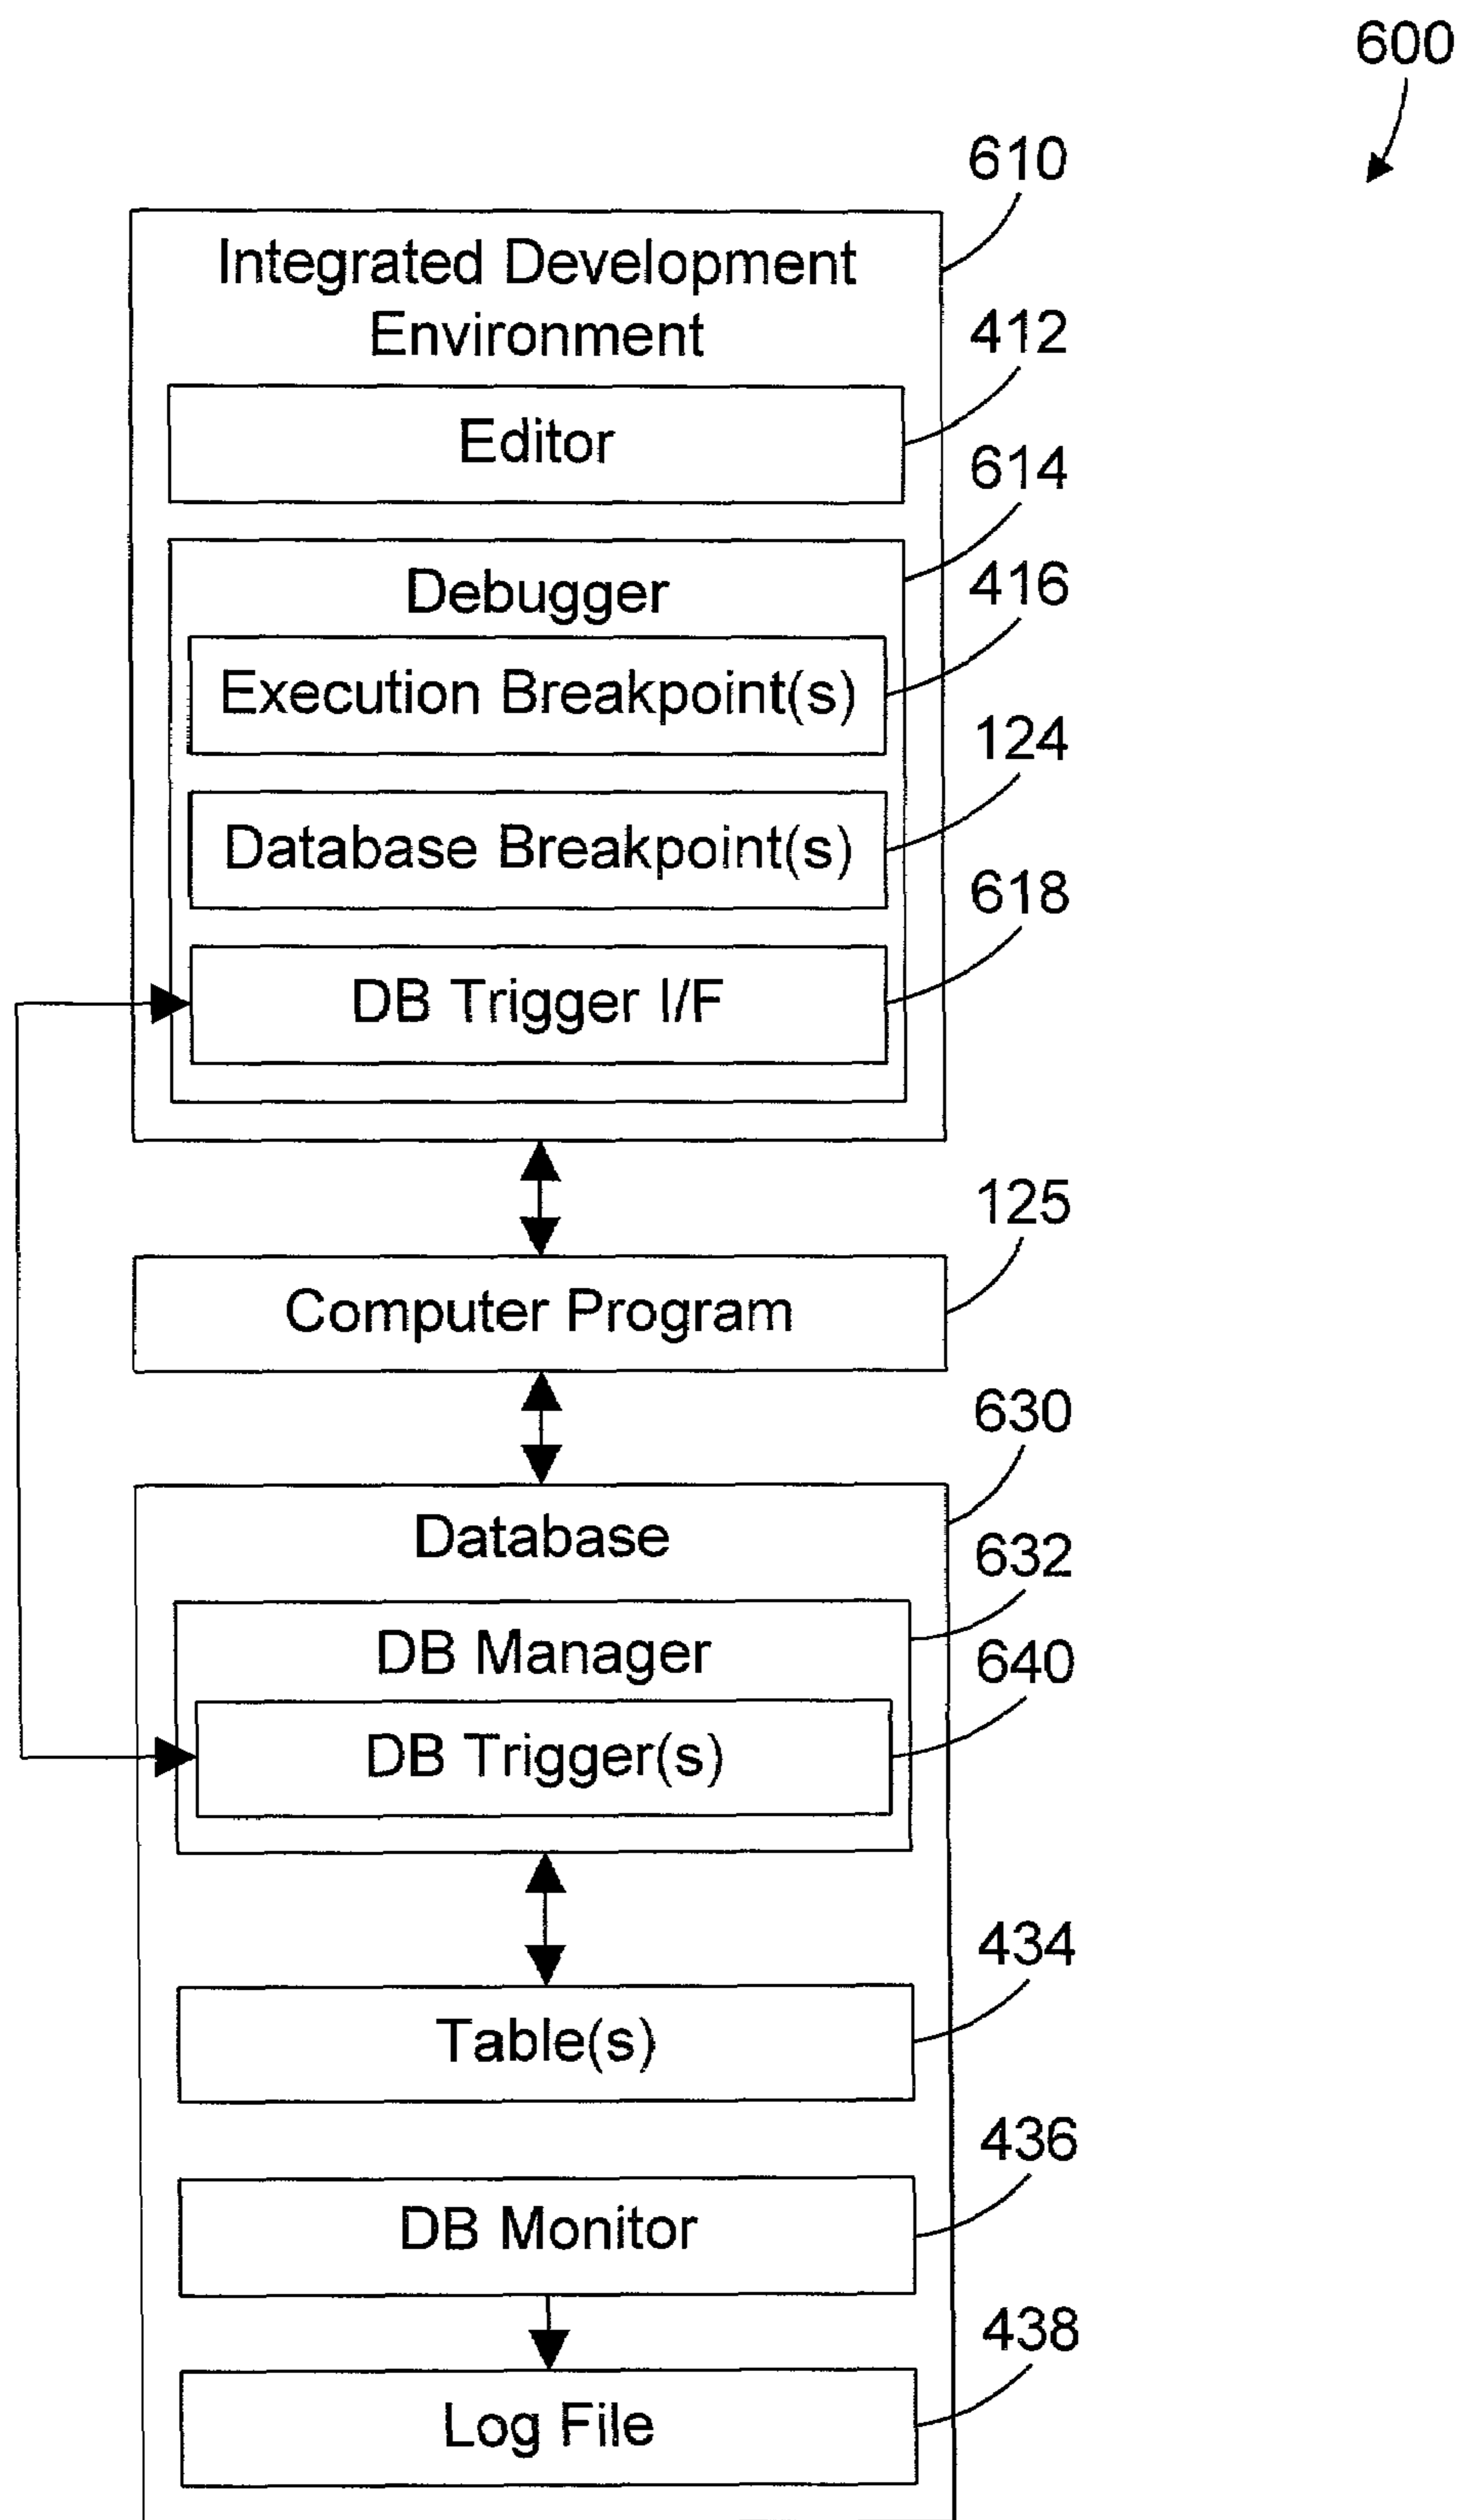 600
610
Integrated Development
Environment
412
Editor
614
Debugger
416
Execution Breakpoint(s)
124
Database Breakpoint(s)
618
DB Trigger I/F
125
Computer Program
630
Database
632
DB Manager
640
DB Trigger(s)
434
Table(s)
436
DB Monitor
438
Log File